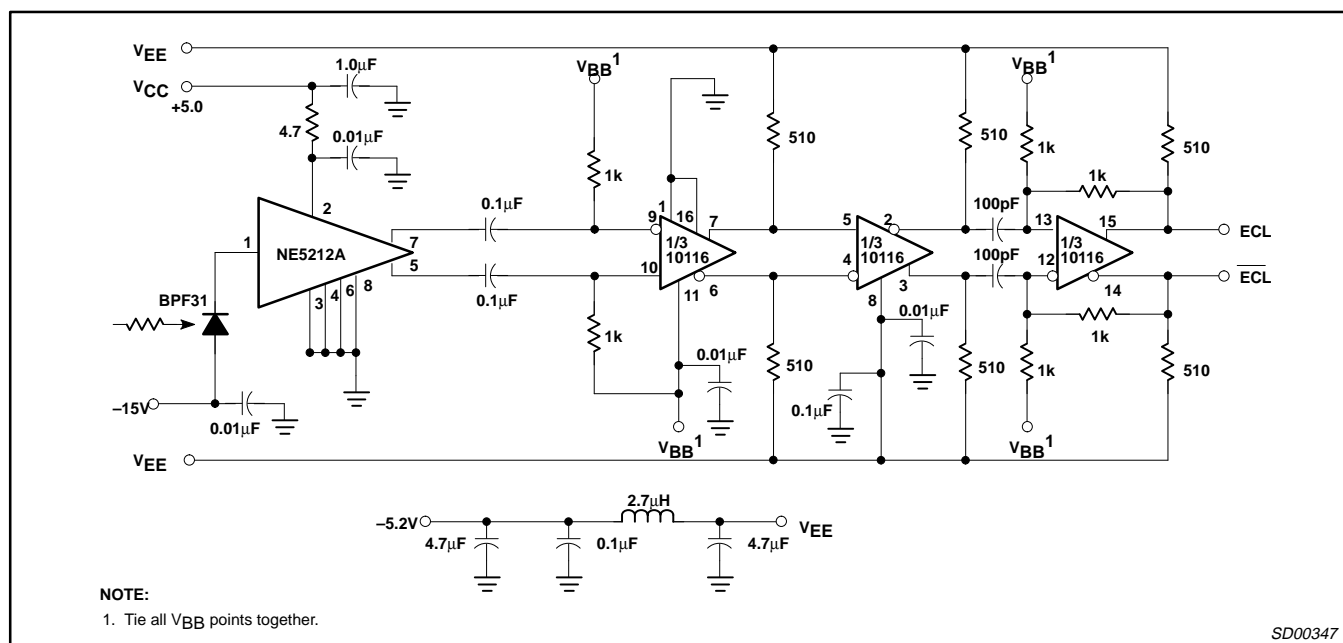 VEE
VCC
+5.0
1.0µF
4.7
0.01µF
2
1
NE5212A
7
5
3
4
6
8
BPF31
–15V
0.01µF
VEE
0.1µF
0.1µF
VBB1
1k
1k
9
10
1
16
7
1/3
10116
11
6
0.01µF
VBB1
510
510
5
4
2
1/3
10116
8
3
0.01µF
0.1µF
510
510
100pF
100pF
VBB1
1k
1k
510
13
12
15
1/3
10116
14
ECL
ECL
1k
1k
510
VBB1
–5.2V
4.7µF
0.1µF
2.7µH
4.7µF
VEE
NOTE:
1. Tie all VBB points together.
SD00347